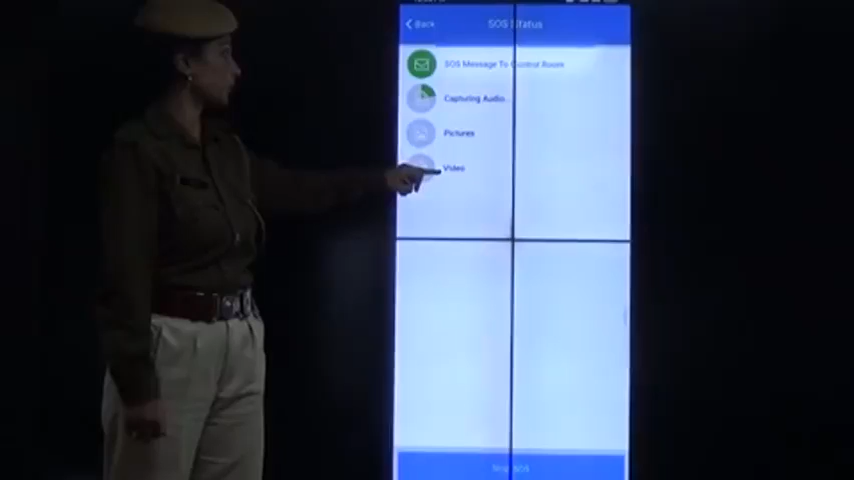 Back
SOS Status
SOS Message To Control Room
Capturing Audio..
Pictures
Video
Stop SOS